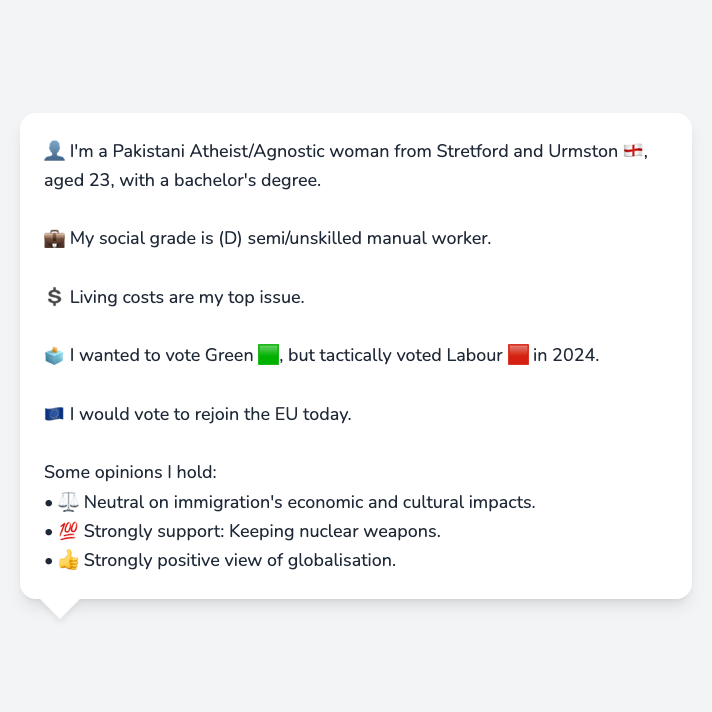 👤 I'm a Pakistani Atheist/Agnostic woman from Stretford and Urmston 🏴󠁧󠁢󠁥󠁮󠁧󠁿,
aged 23, with a bachelor's degree.
💼 My social grade is (D) semi/unskilled manual worker.
💲 Living costs are my top issue.
🗳️ I wanted to vote Green 🟩, but tactically voted Labour 🟥 in 2024.
🇪🇺 I would vote to rejoin the EU today.
Some opinions I hold:
• ⚖️ Neutral on immigration's economic and cultural impacts.
• 💯 Strongly support: Keeping nuclear weapons.
• 👍 Strongly positive view of globalisation.